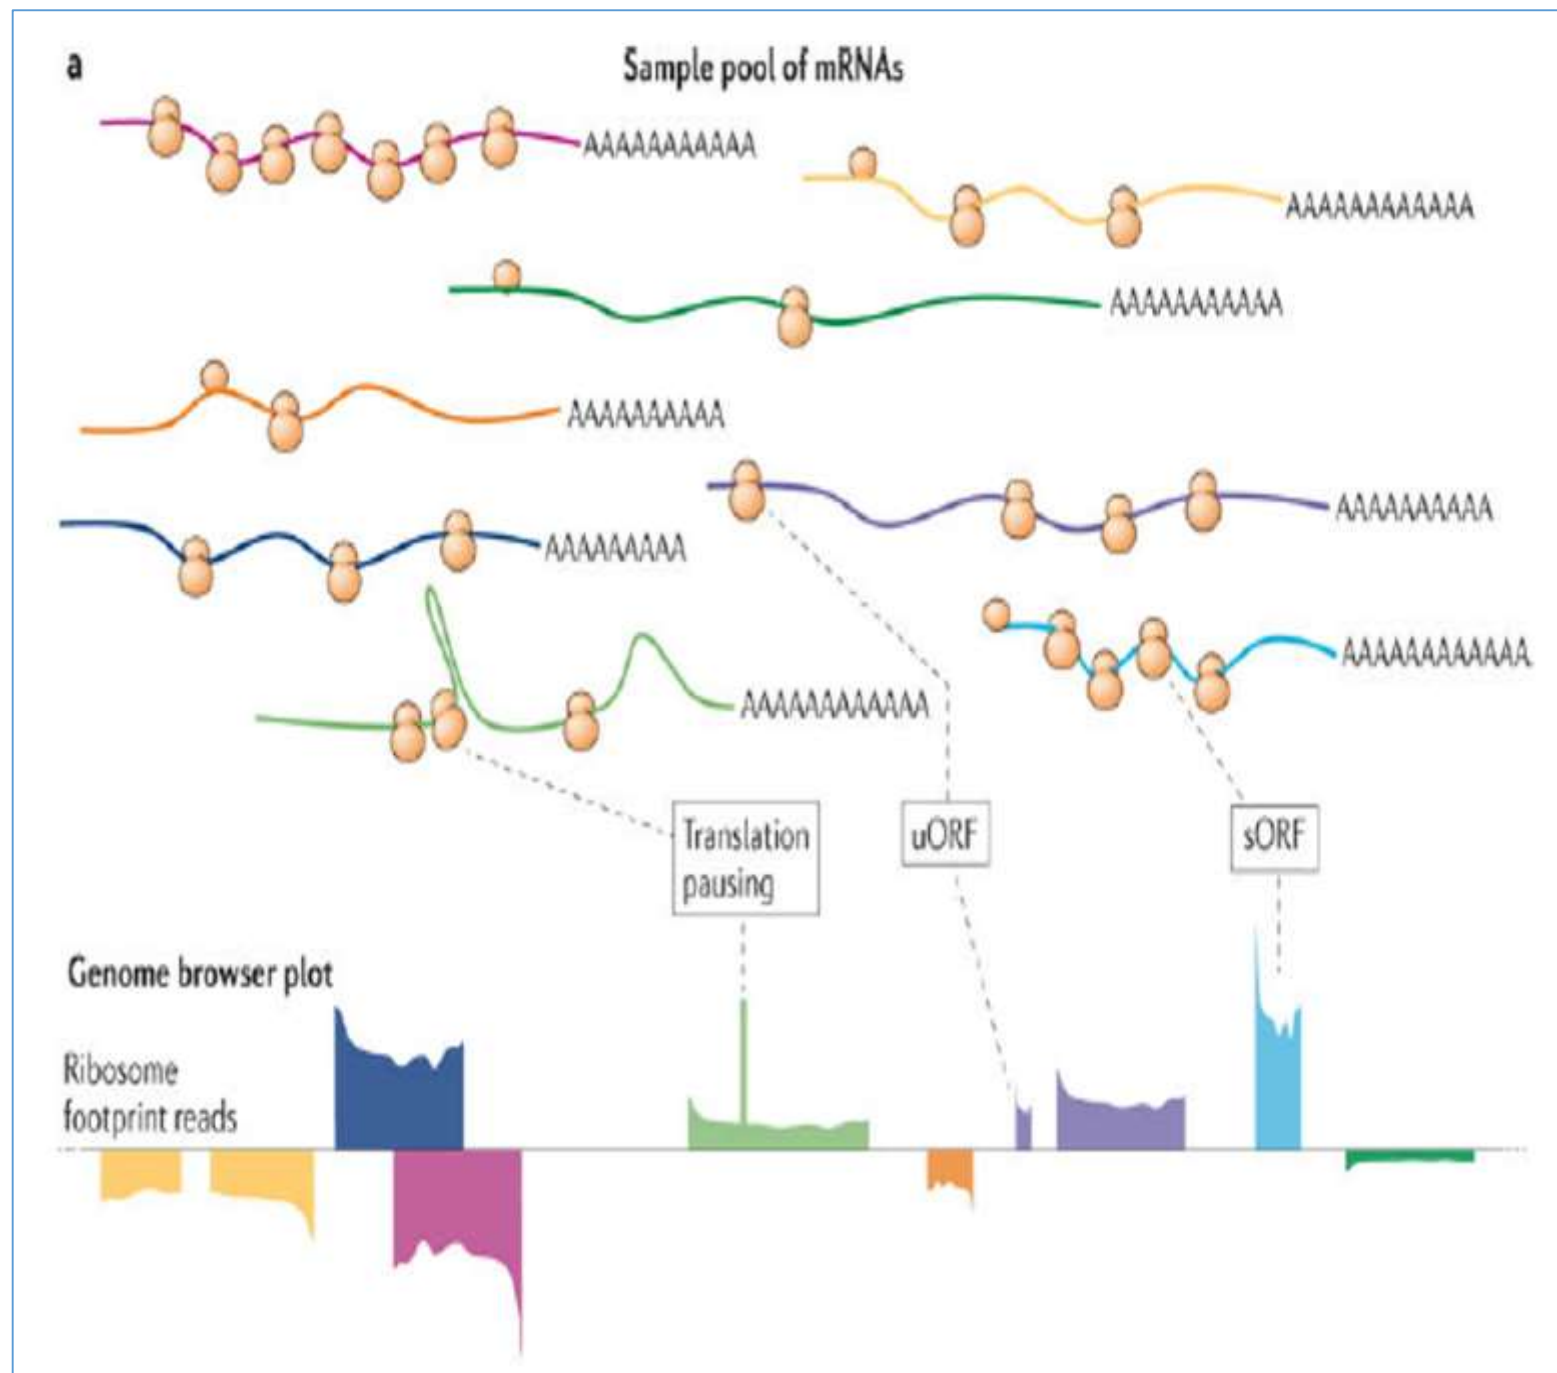 a
Sample pool of mRNAs
AAAAAAAAAAA
AAAAAAAAAAAA
AAAAAAAAAAA
AAAAAAAAAA
AAAAAAAAAA
AAAAAAAAA
AAAAAAAAAAAA
AAAAAAAAAAAA
Translation
pausing
uORF
sORF
Genome browser plot
Ribosome
footprint reads